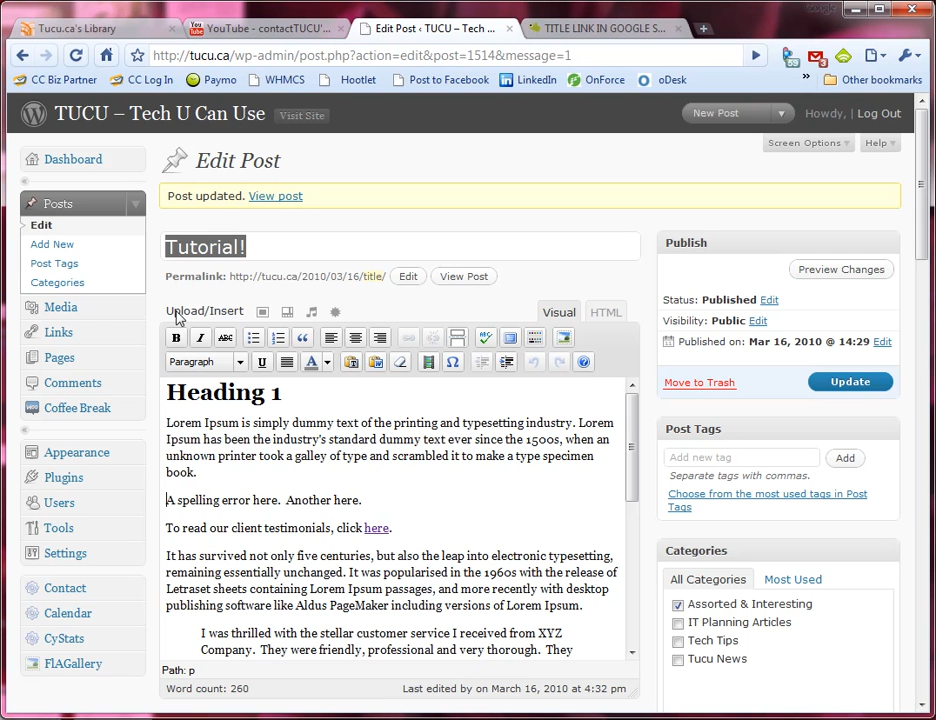 Google
Tucu.ca's Library
You Tube
YouTube - contactTUCU'...
Edit Post ‹ TUCU – Tech ...
TITLE LINK IN GOOGLE S...
http://tucu.ca/wp-admin/post.php?action=edit&post=1514&message=1
59
3
CC Biz Partner
CC Log In
Paymo
WHMCS
Hootlet
Post to Facebook
LinkedIn
OnForce
oDesk
»
Other bookmarks
TUCU – Tech U Can Use
Visit Site
New Post
Howdy, | Log Out
Screen Options
Help
Dashboard
Posts
Edit
Add New
Post Tags
Categories
Media
Links
Pages
Comments
Coffee Break
Appearance
Plugins
Users
Tools
Settings
Contact
Calendar
CyStats
FlAGallery
Edit Post
Post updated. View post
Tutorial!
Permalink: http://tucu.ca/2010/03/16/title/ Edit View Post
Upload/Insert
Visual
HTML
B I ABC
Paragraph U A Ω
Heading 1
Lorem Ipsum is simply dummy text of the printing and typesetting industry. Lorem
Ipsum has been the industry's standard dummy text ever since the 1500s, when an
unknown printer took a galley of type and scrambled it to make a type specimen
book.
A spelling error here. Another here.
To read our client testimonials, click here.
It has survived not only five centuries, but also the leap into electronic typesetting,
remaining essentially unchanged. It was popularised in the 1960s with the release of
Letraset sheets containing Lorem Ipsum passages, and more recently with desktop
publishing software like Aldus PageMaker including versions of Lorem Ipsum.
I was thrilled with the stellar customer service I received from XYZ
Company. They were friendly, professional and very thorough. They
Path: p
Word count: 260
Last edited by on March 16, 2010 at 4:32 pm
Publish
Preview Changes
Status: Published Edit
Visibility: Public Edit
Published on: Mar 16, 2010 @ 14:29 Edit
Move to Trash
Update
Post Tags
Add new tag
Add
Separate tags with commas.
Choose from the most used tags in Post
Tags
Categories
All Categories
Most Used
Assorted & Interesting
IT Planning Articles
Tech Tips
Tucu News